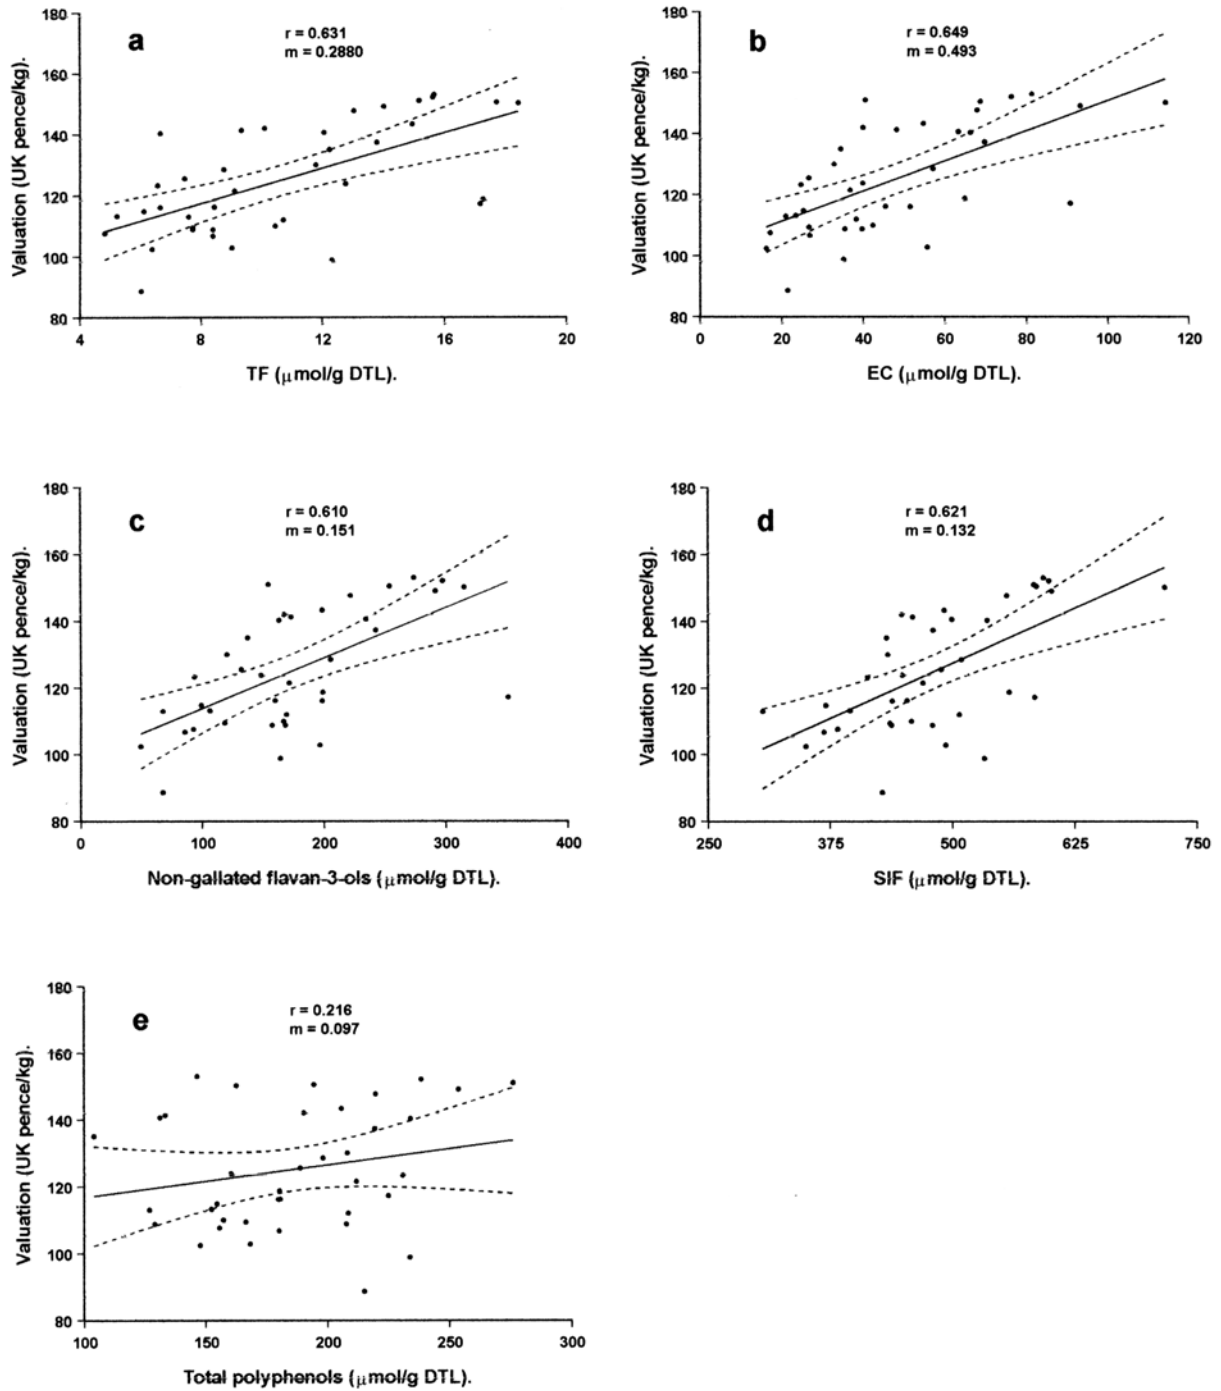 a
r = 0.631
m = 0.2880
Valuation (UK pence/kg).
180
160
140
120
100
80
4
8
12
16
20
TF (μmol/g DTL).
b
r = 0.649
m = 0.493
Valuation (UK pence/kg).
180
160
140
120
100
80
0
20
40
60
80
100
120
EC (μmol/g DTL).
c
r = 0.610
m = 0.151
Valuation (UK pence/kg).
180
160
140
120
100
80
0
100
200
300
400
Non-gallated flavan-3-ols (μmol/g DTL).
d
r = 0.621
m = 0.132
Valuation (UK pence/kg).
180
160
140
120
100
80
250
375
500
625
750
SIF (μmol/g DTL).
e
r = 0.216
m = 0.097
Valuation (UK pence/kg).
180
160
140
120
100
80
100
150
200
250
300
Total polyphenols (μmol/g DTL).